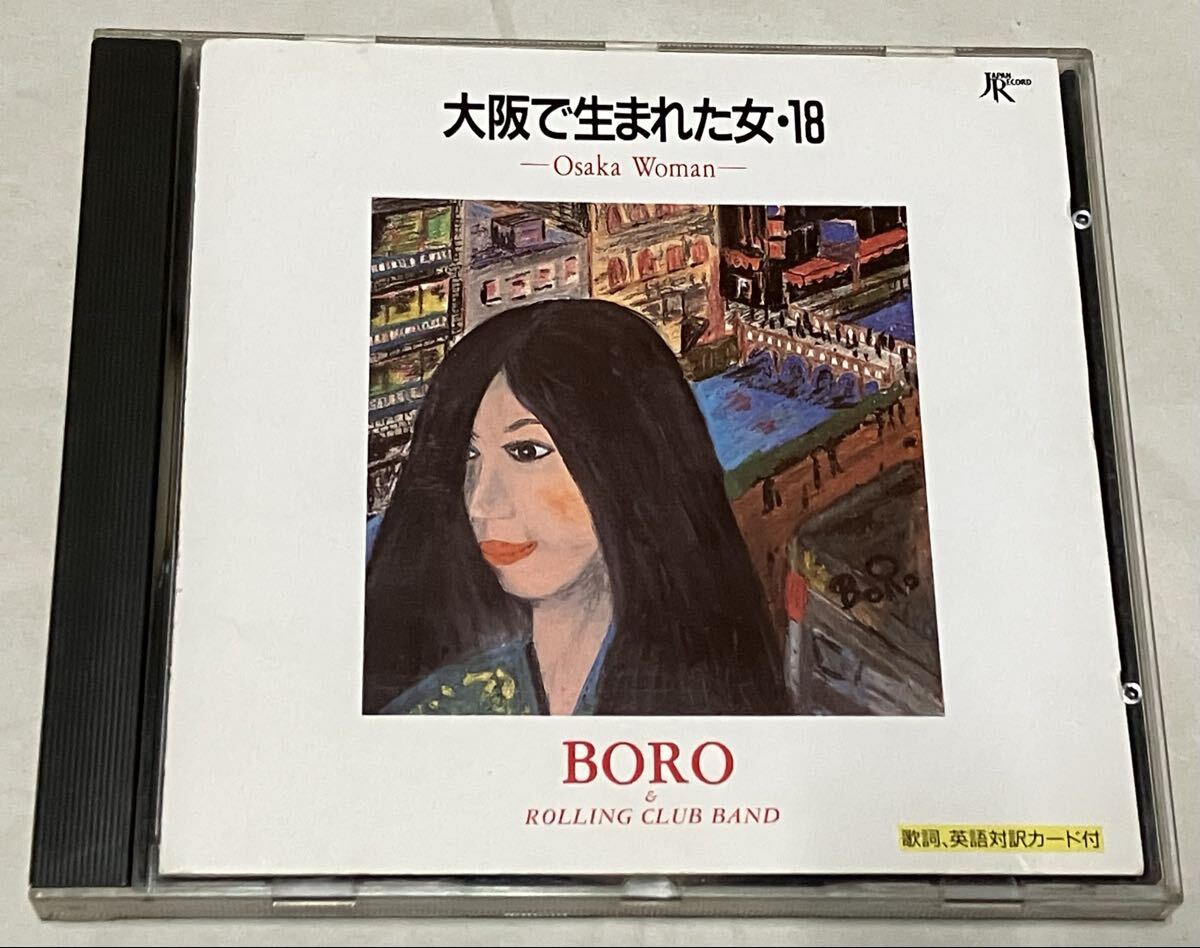 JAPAN RECORD
大阪で生まれた女・18
—Osaka Woman—
BORO
BORO
&
ROLLING CLUB BAND
歌詞、英語対訳カード付